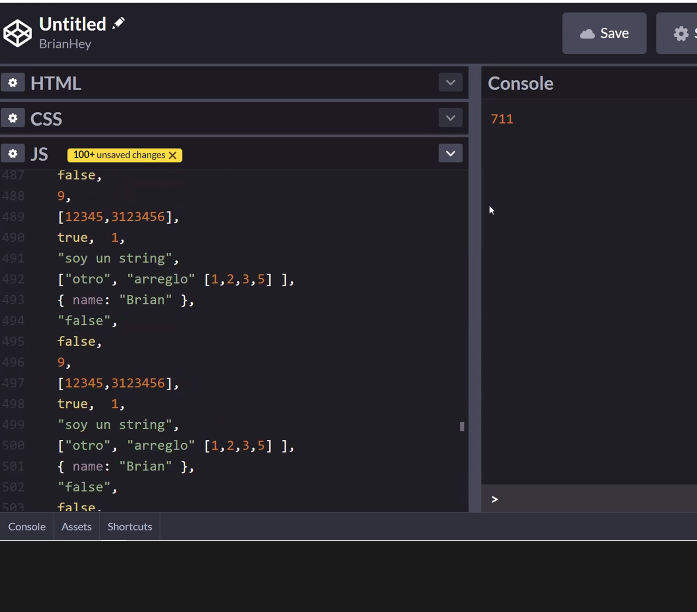 Untitled
BrianHey
Save
HTML
CSS
JS 100+ unsaved changes X
487 false,
488 9,
489 [12345,3123456],
490 true, 1,
491 "soy un string",
492 ["otro", "arreglo" [1,2,3,5] ],
493 { name: "Brian" },
494 "false",
495 false,
496 9,
497 [12345,3123456],
498 true, 1,
499 "soy un string",
500 ["otro", "arreglo" [1,2,3,5] ],
501 { name: "Brian" },
502 "false",
503 false,
Console
711
>
Console Assets Shortcuts